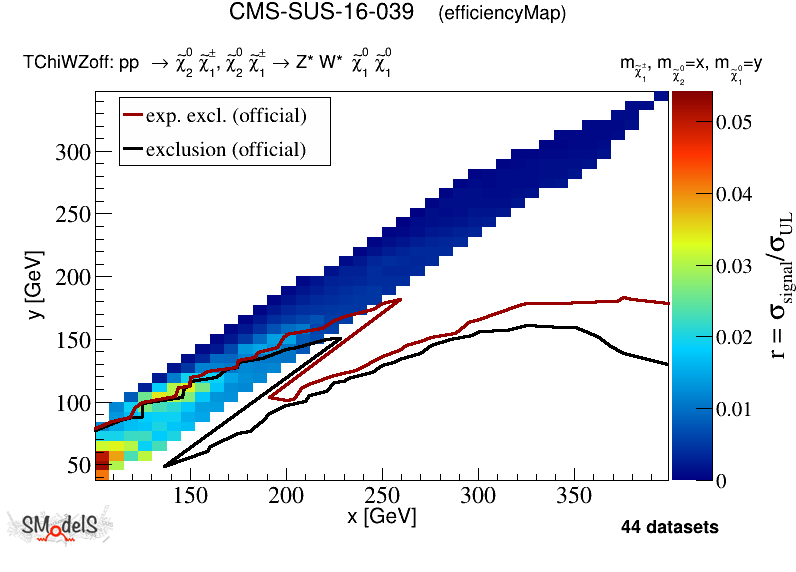 CMS-SUS-16-039 (efficiencyMap)
TChiWZoff: pp → χ̃₂⁰ χ̃₁±, χ̃₂⁰ χ̃₁± → Z* W* χ̃₁⁰ χ̃₁⁰
m_χ̃₁±, m_χ̃₂⁰=x, m_χ̃₁⁰=y
exp. excl. (official)
exclusion (official)
300
250
200
150
100
50
y [GeV]
150 200 250 300 350
x [GeV]
0.05
0.04
0.03
0.02
0.01
0
r = σ_signal/σ_UL
SModelS
44 datasets